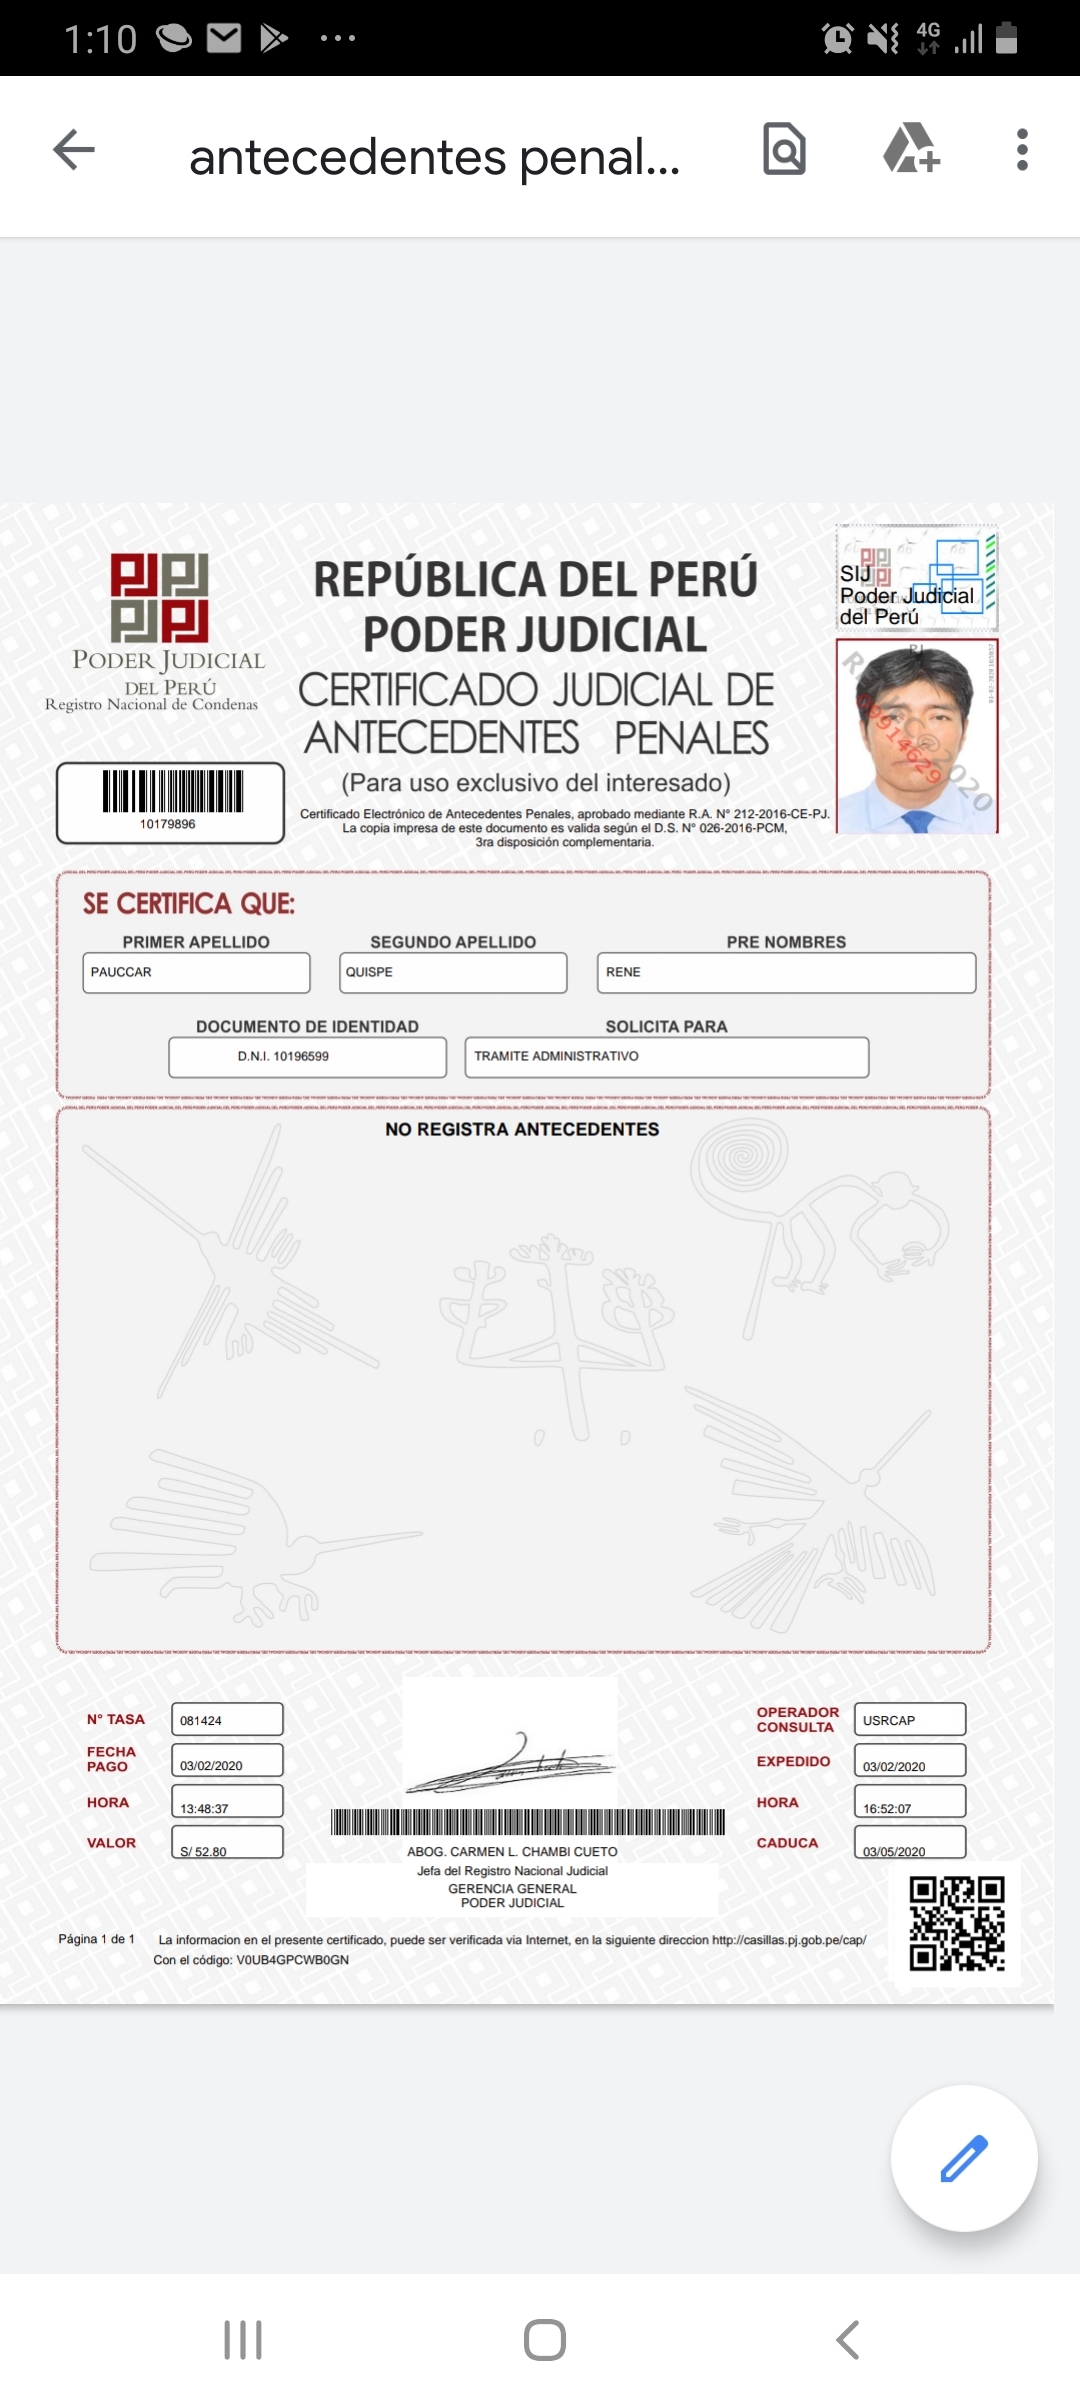 1:10
4G
antecedentes penal...
PJ PJ
PJ PJ
PODER JUDICIAL
DEL PERÚ
Registro Nacional de Condenas
REPÚBLICA DEL PERÚ
PODER JUDICIAL
CERTIFICADO JUDICIAL DE
ANTECEDENTES PENALES
(Para uso exclusivo del interesado)
Certificado Electrónico de Antecedentes Penales, aprobado mediante R.A. N° 212-2016-CE-PJ.
La copia impresa de este documento es valida según el D.S. N° 026-2016-PCM,
3ra disposición complementaria.
SIJ
Poder Judicial
del Perú
10179896
SE CERTIFICA QUE:
PRIMER APELLIDO
SEGUNDO APELLIDO
PRE NOMBRES
PAUCCAR
QUISPE
RENE
DOCUMENTO DE IDENTIDAD
SOLICITA PARA
D.N.I. 10196599
TRAMITE ADMINISTRATIVO
NO REGISTRA ANTECEDENTES
N° TASA
081424
FECHA
PAGO
03/02/2020
HORA
13:48:37
VALOR
S/ 52.80
ABOG. CARMEN L. CHAMBI CUETO
Jefa del Registro Nacional Judicial
GERENCIA GENERAL
PODER JUDICIAL
OPERADOR
CONSULTA
USRCAP
EXPEDIDO
03/02/2020
HORA
16:52:07
CADUCA
03/05/2020
Página 1 de 1
La informacion en el presente certificado, puede ser verificada via Internet, en la siguiente direccion http://casillas.pj.gob.pe/cap/
Con el código: V0UB4GPCWB0GN